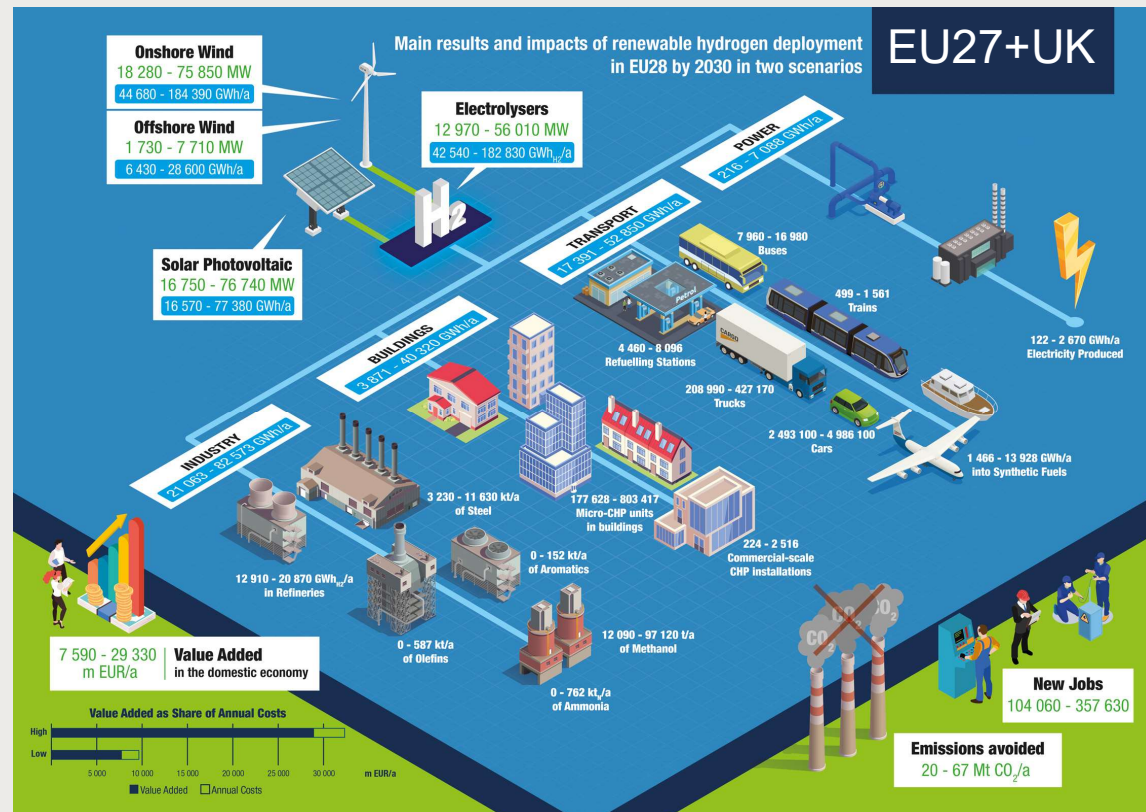 EU27+UK
Main results and impacts of renewable hydrogen deployment
in EU28 by 2030 in two scenarios
Onshore Wind
18 280 - 75 850 MW
44 680 - 184 390 GWh/a
Offshore Wind
1 730 - 7 710 MW
6 430 - 28 600 GWh/a
Electrolysers
12 970 - 56 010 MW
42 540 - 182 830 GWhH2/a
H2
Solar Photovoltaic
16 750 - 76 740 MW
16 570 - 77 380 GWh/a
POWER
216 - 7 088 GWh/a
122 - 2 670 GWh/a
Electricity Produced
TRANSPORT
17 391 - 52 850 GWh/a
7 960 - 16 980
Buses
499 - 1 561
Trains
Petrol
4 460 - 8 096
Refuelling Stations
CARGO
208 990 - 427 170
Trucks
2 493 100 - 4 986 100
Cars
1 466 - 13 928 GWh/a
into Synthetic Fuels
BUILDINGS
3 871 - 40 320 GWh/a
177 628 - 803 417
Micro-CHP units
in buildings
224 - 2 516
Commercial-scale
CHP installations
INDUSTRY
21 063 - 82 573 GWh/a
3 230 - 11 630 kt/a
of Steel
12 910 - 20 870 GWhH2/a
in Refineries
0 - 152 kt/a
of Aromatics
0 - 587 kt/a
of Olefins
12 090 - 97 120 t/a
of Methanol
0 - 762 ktN/a
of Ammonia
7 590 - 29 330
m EUR/a
Value Added
in the domestic economy
Value Added as Share of Annual Costs
High
Low
5 000 10 000 15 000 20 000 25 000 30 000 m EUR/a
Value Added Annual Costs
CO2 CO2 CO2
Emissions avoided
20 - 67 Mt CO2/a
New Jobs
104 060 - 357 630